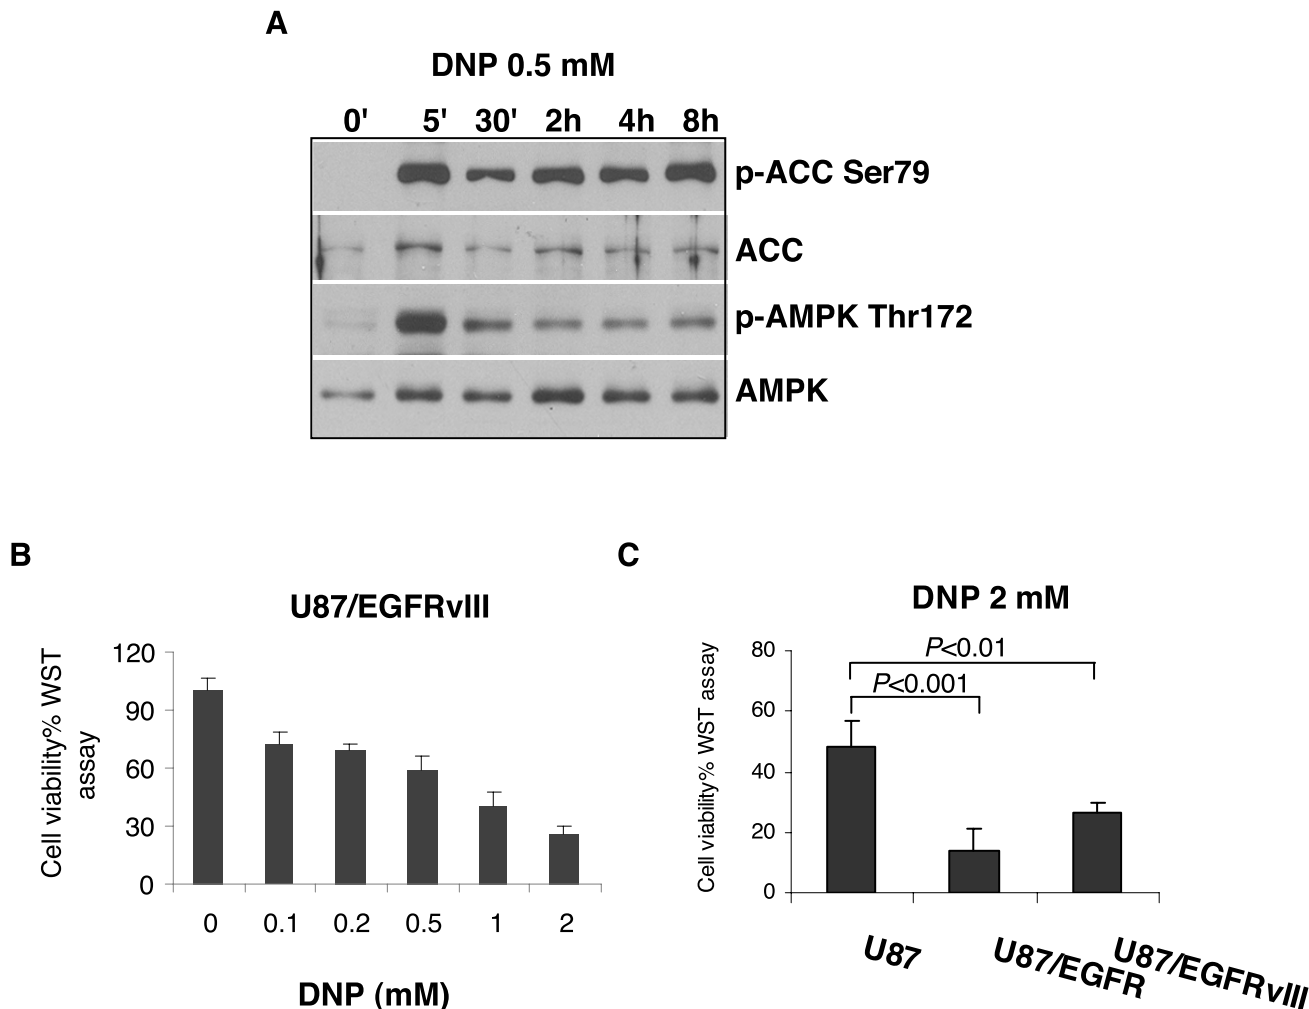 A
DNP 0.5 mM
0' 5' 30' 2h 4h 8h
p-ACC Ser79
ACC
p-AMPK Thr172
AMPK
B
U87/EGFRvIII
Cell viability% WST
assay
120
90
60
30
0
0 0.1 0.2 0.5 1 2
DNP (mM)
C
DNP 2 mM
Cell viability% WST assay
80
60
40
20
0
P<0.01
P<0.001
U87
U87/EGFR
U87/EGFRvIII